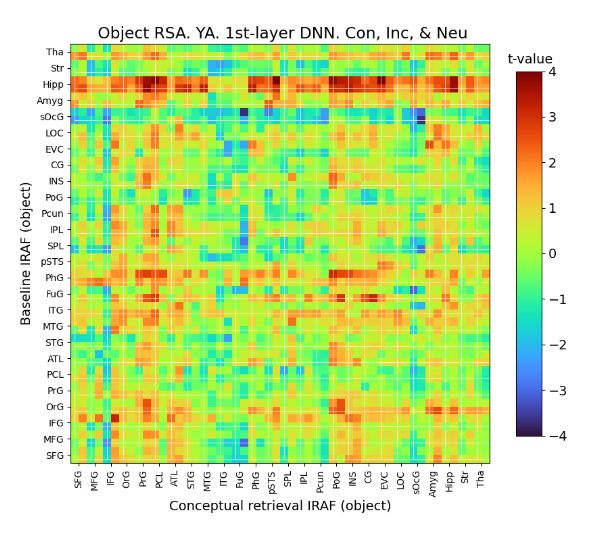 Object RSA. YA. 1st-layer DNN. Con, Inc, & Neu
t-value
4
3
2
1
0
−1
−2
−3
−4
Baseline IRAF (object)
Tha
Str
Hipp
Amyg
sOcG
LOC
EVC
CG
INS
PoG
Pcun
IPL
SPL
pSTS
PhG
FuG
ITG
MTG
STG
ATL
PCL
PrG
OrG
IFG
MFG
SFG
SFG MFG IFG OrG PrG PCL ATL STG MTG ITG FuG PhG pSTS SPL IPL Pcun PoG INS CG EVC LOC sOcG Amyg Hipp Str Tha
Conceptual retrieval IRAF (object)